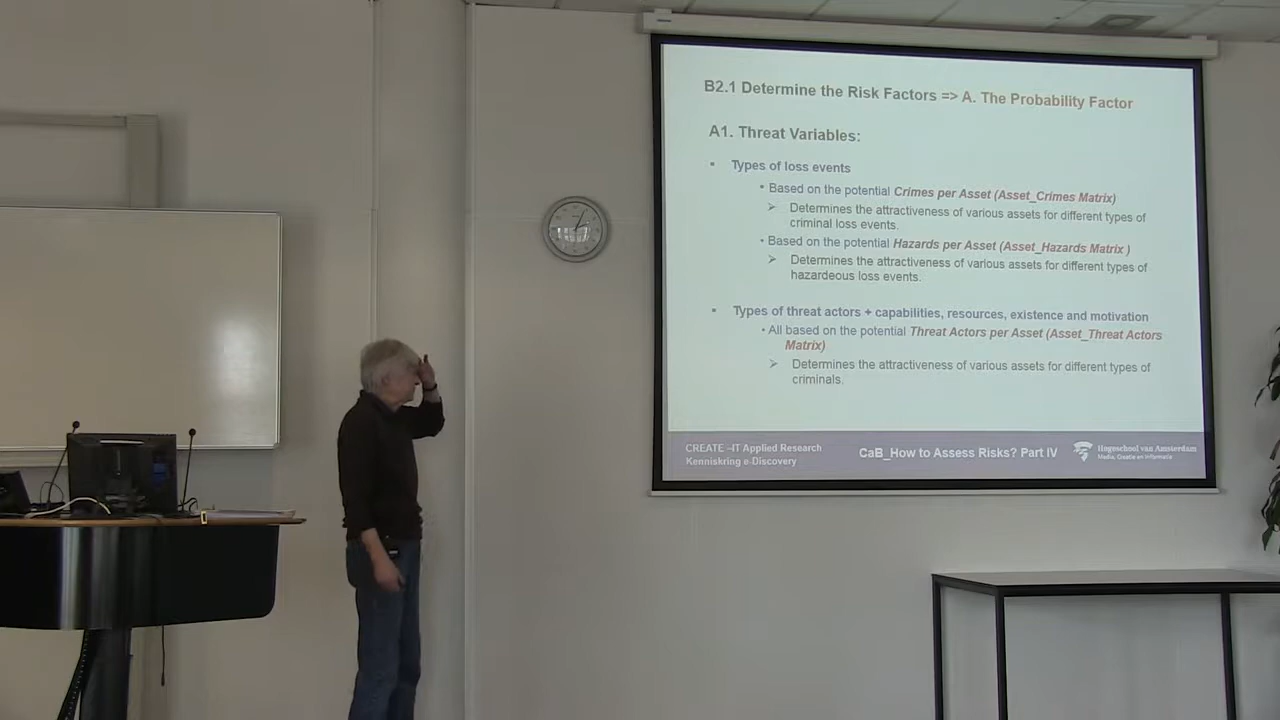 B2.1 Determine the Risk Factors => A. The Probability Factor
A1. Threat Variables:
▪ Types of loss events
• Based on the potential Crimes per Asset (Asset_Crimes Matrix)
➢ Determines the attractiveness of various assets for different types of
criminal loss events.
• Based on the potential Hazards per Asset (Asset_Hazards Matrix )
➢ Determines the attractiveness of various assets for different types of
hazardeous loss events.
▪ Types of threat actors + capabilities, resources, existence and motivation
• All based on the potential Threat Actors per Asset (Asset_Threat Actors
Matrix)
➢ Determines the attractiveness of various assets for different types of
criminals.
CREATE –IT Applied Research
Kenniskring e-Discovery
CaB_How to Assess Risks? Part IV
Hogeschool van Amsterdam
Media, Creatie en Informatie